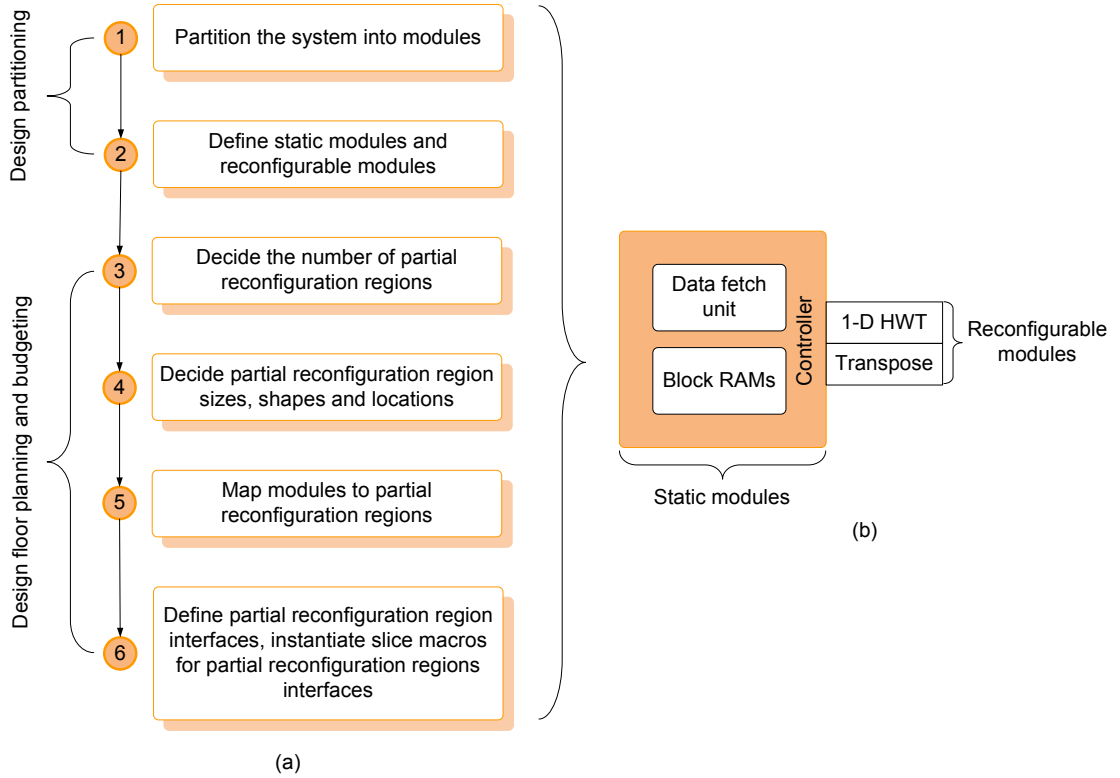 Design partitioning
1
Partition the system into modules
2
Define static modules and
reconfigurable modules
Design floor planning and budgeting
3
Decide the number of partial
reconfiguration regions
4
Decide partial reconfiguration region
sizes, shapes and locations
5
Map modules to partial
reconfiguration regions
6
Define partial reconfiguration region
interfaces, instantiate slice macros
for partial reconfiguration regions
interfaces
(a)
Data fetch
unit
Block RAMs
Controller
1-D HWT
Transpose
Reconfigurable
modules
Static modules
(b)